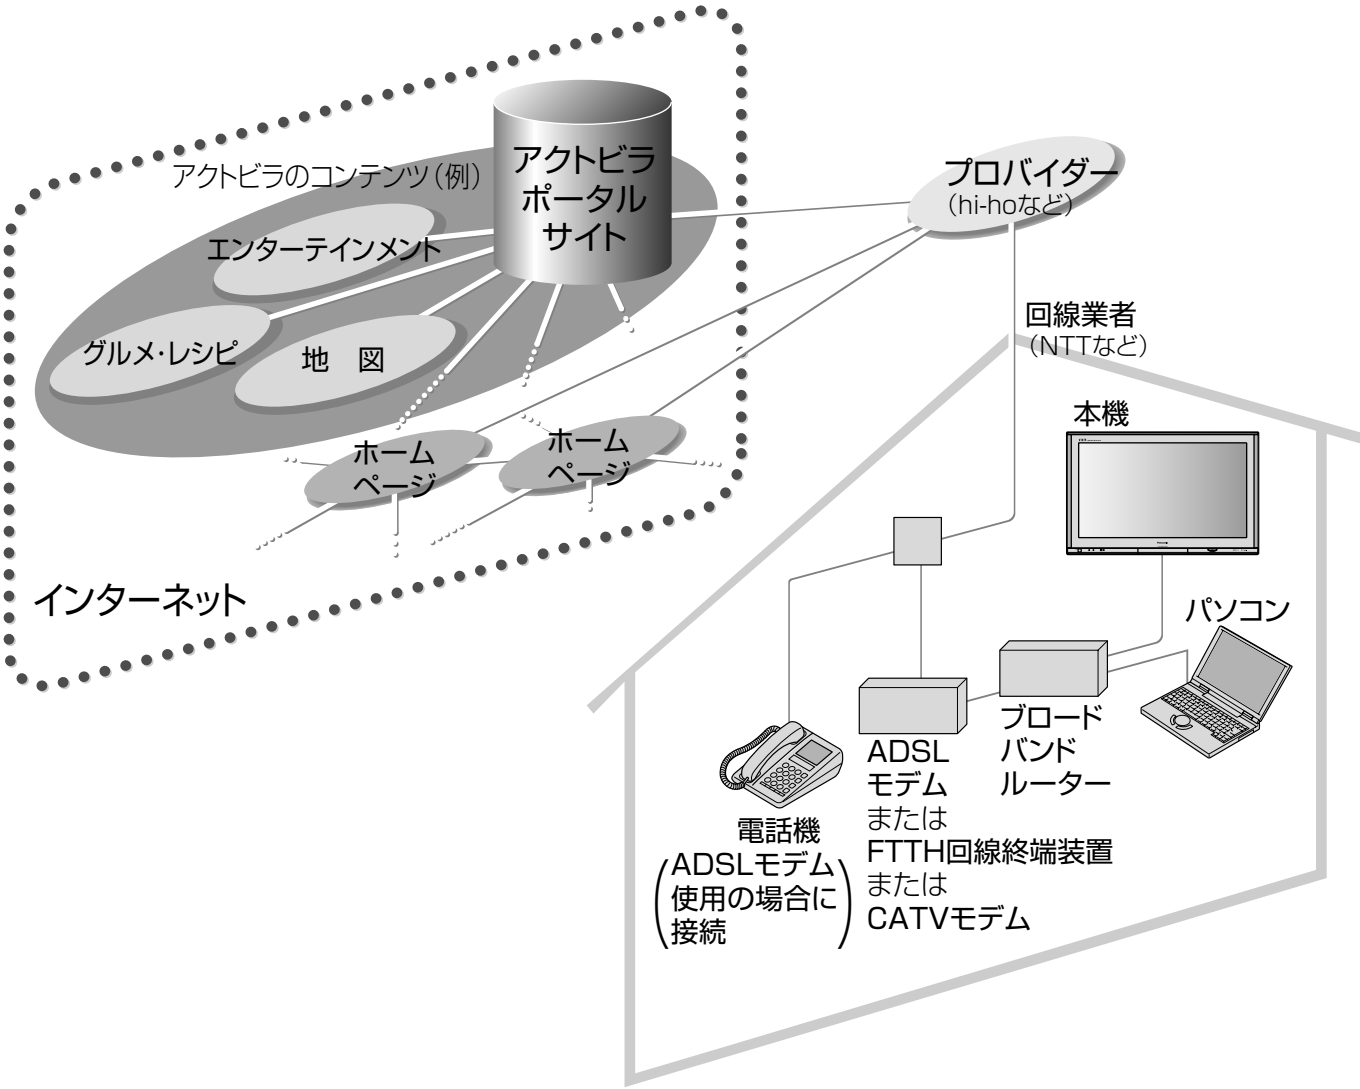 アクトビラのコンテンツ(例)
アクトビラ
ポータル
サイト
エンターテインメント
グルメ・レシピ
地 図
ホーム
ページ
ホーム
ページ
インターネット
プロバイダー
(hi-hoなど)
回線業者
(NTTなど)
本機
パソコン
ブロード
バンド
ルーター
ADSL
モデム
または
FTTH回線終端装置
または
CATVモデム
電話機
(ADSLモデム
使用の場合に
接続)